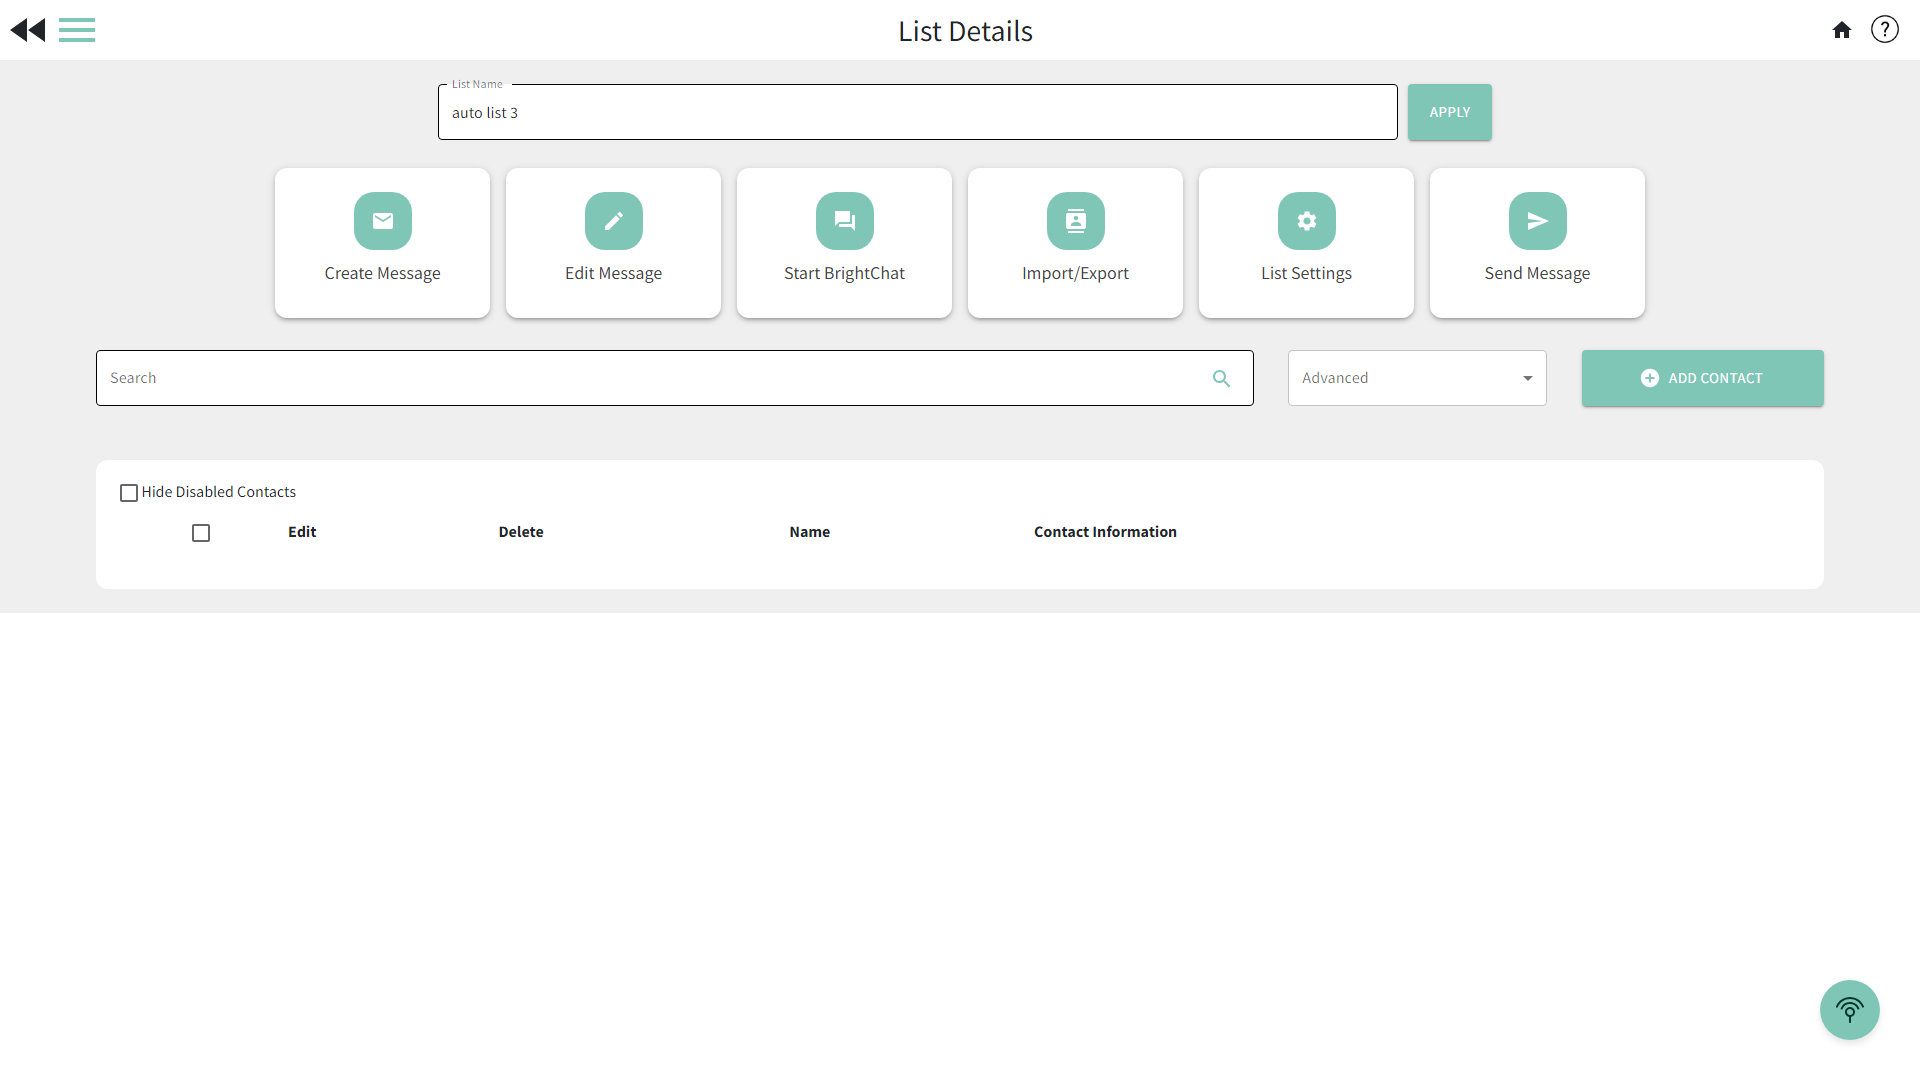 List Details
?
List Name
auto list 3
APPLY
Create Message
Edit Message
Start BrightChat
Import/Export
List Settings
Send Message
Search
Advanced
ADD CONTACT
Hide Disabled Contacts
Edit Delete Name Contact Information